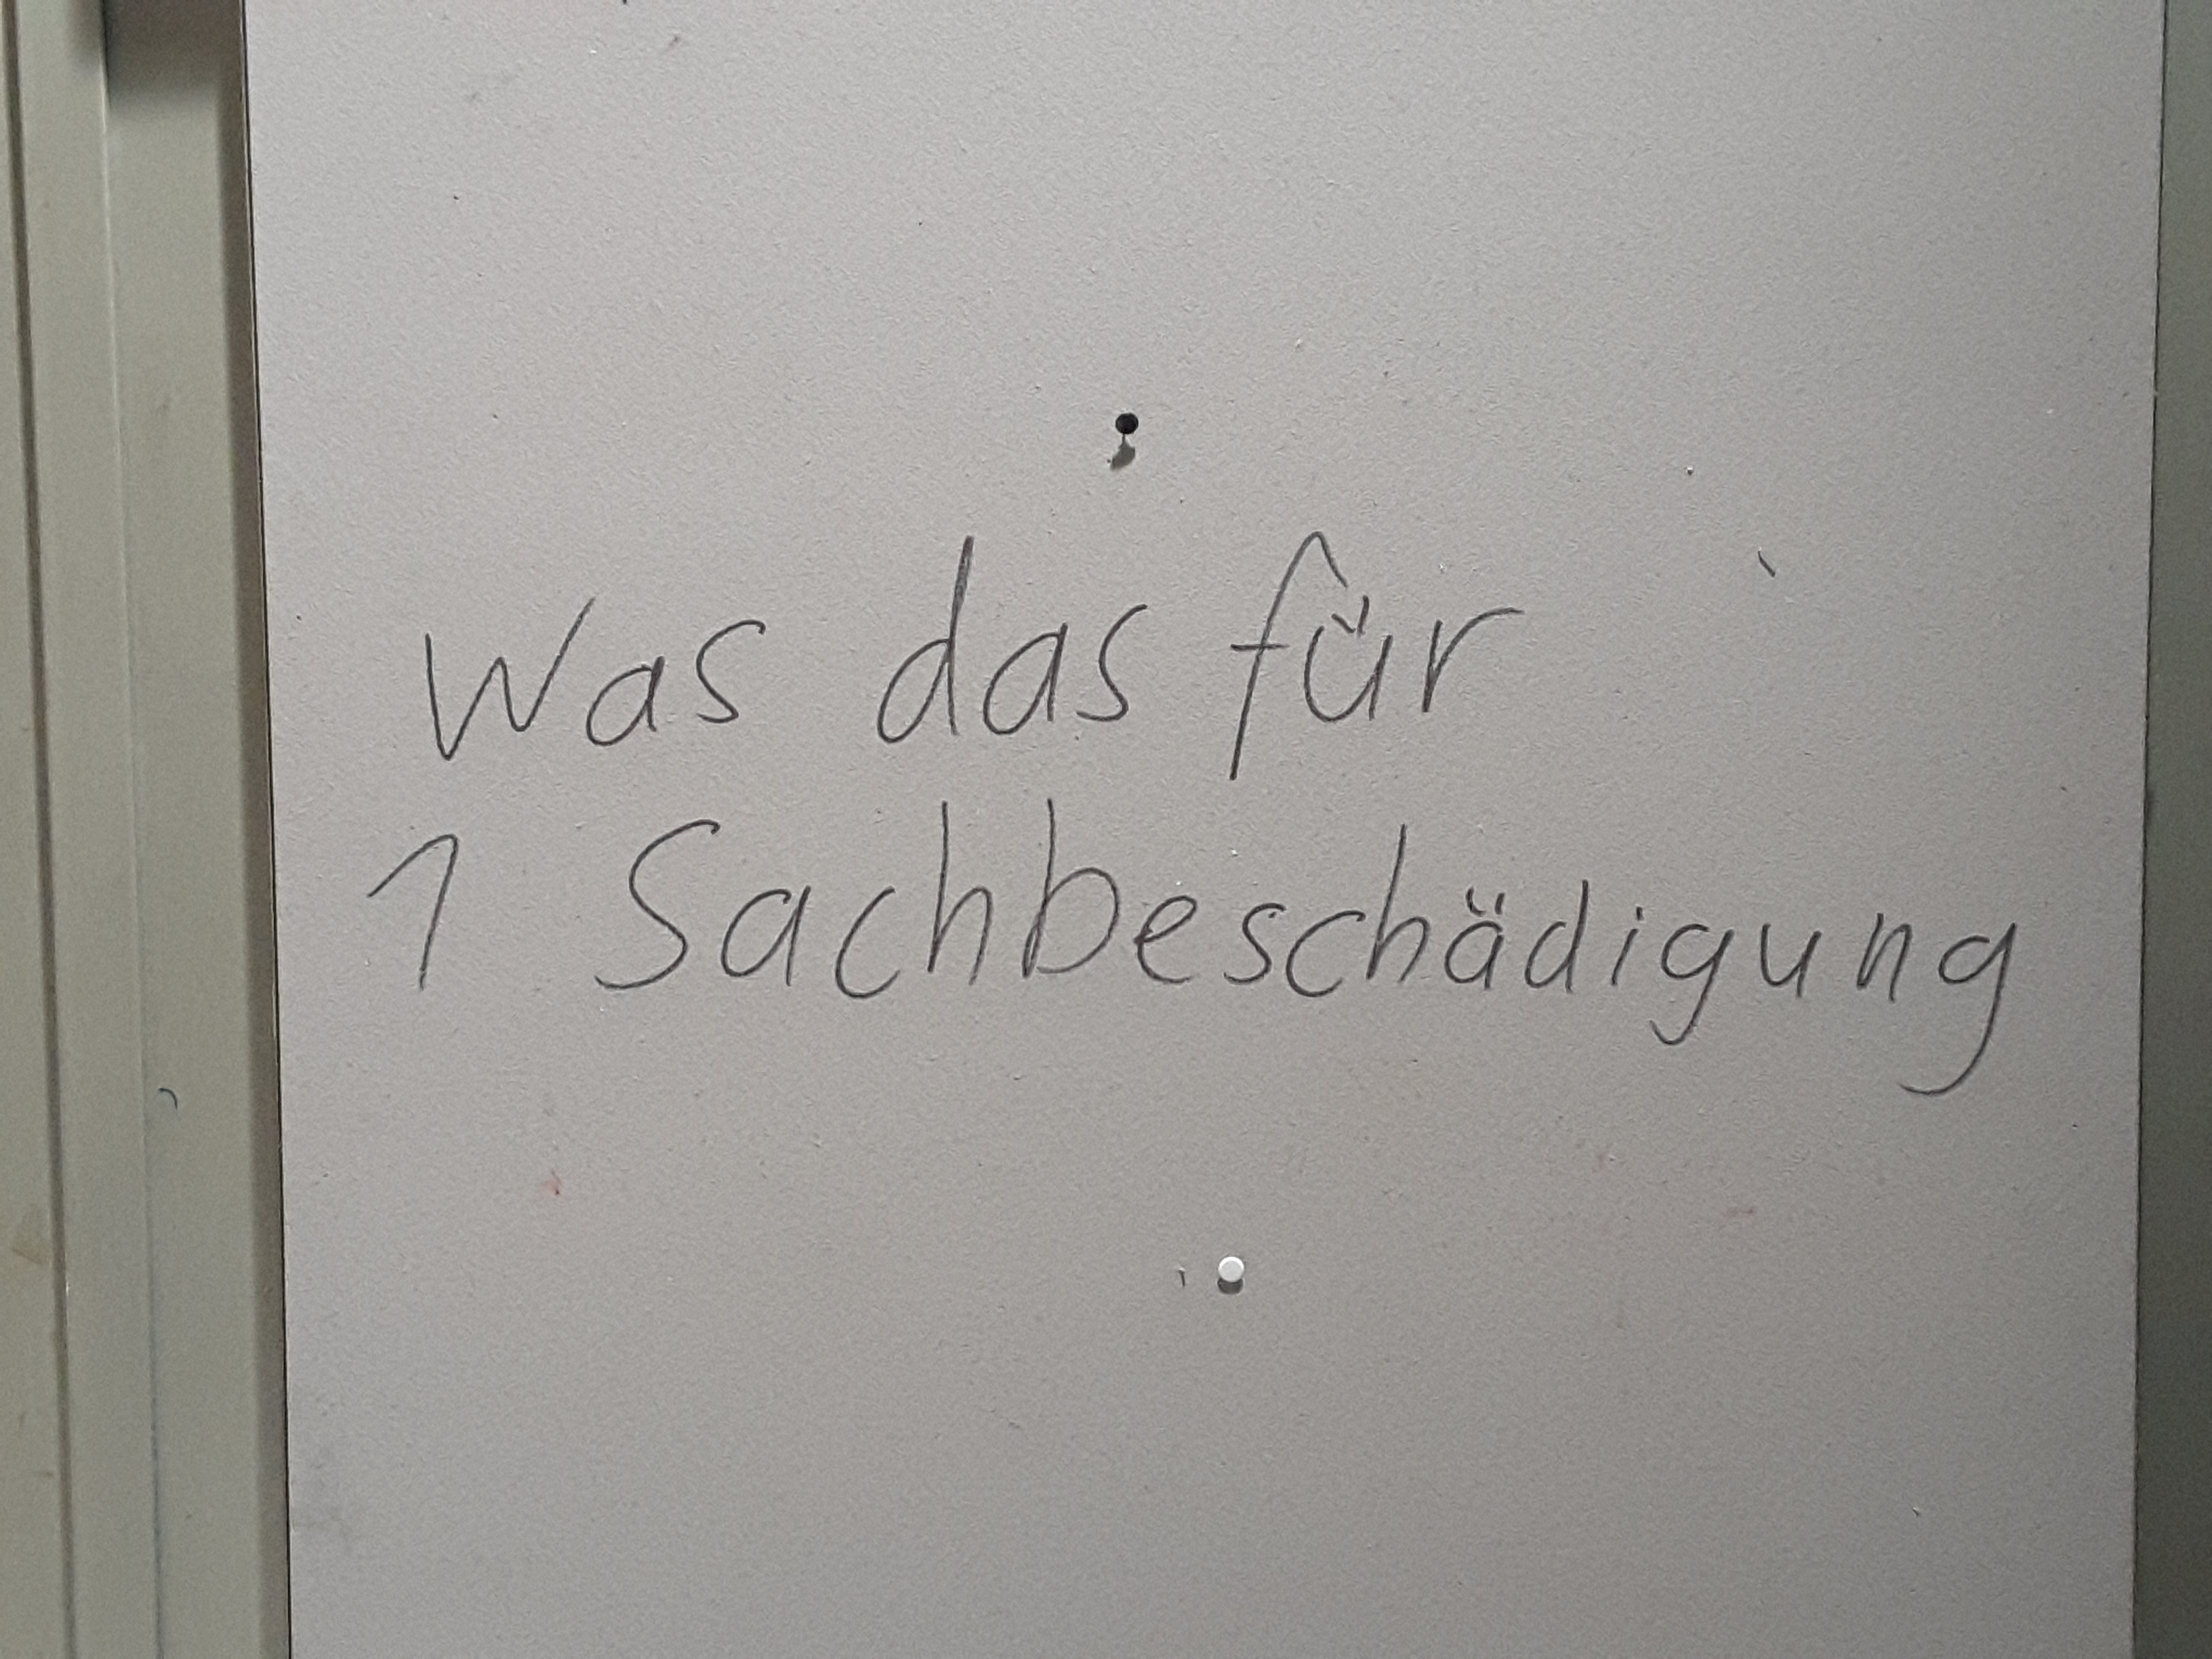 was das für
1 Sachbeschädigung